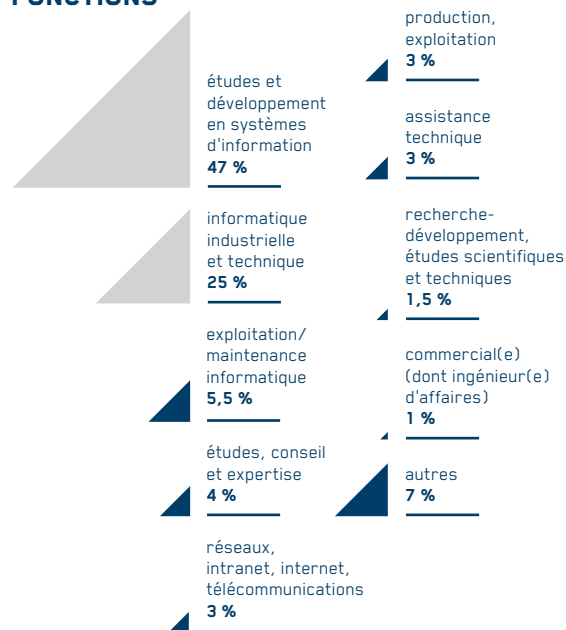 FONCTIONS
études et
développement
en systèmes
d'information
47 %
informatique
industrielle
et technique
25 %
exploitation/
maintenance
informatique
5,5 %
études, conseil
et expertise
4 %
réseaux,
intranet, internet,
télécommunications
3 %
production,
exploitation
3 %
assistance
technique
3 %
recherche-
développement,
études scientifiques
et techniques
1,5 %
commercial(e)
(dont ingénieur(e)
d'affaires)
1 %
autres
7 %